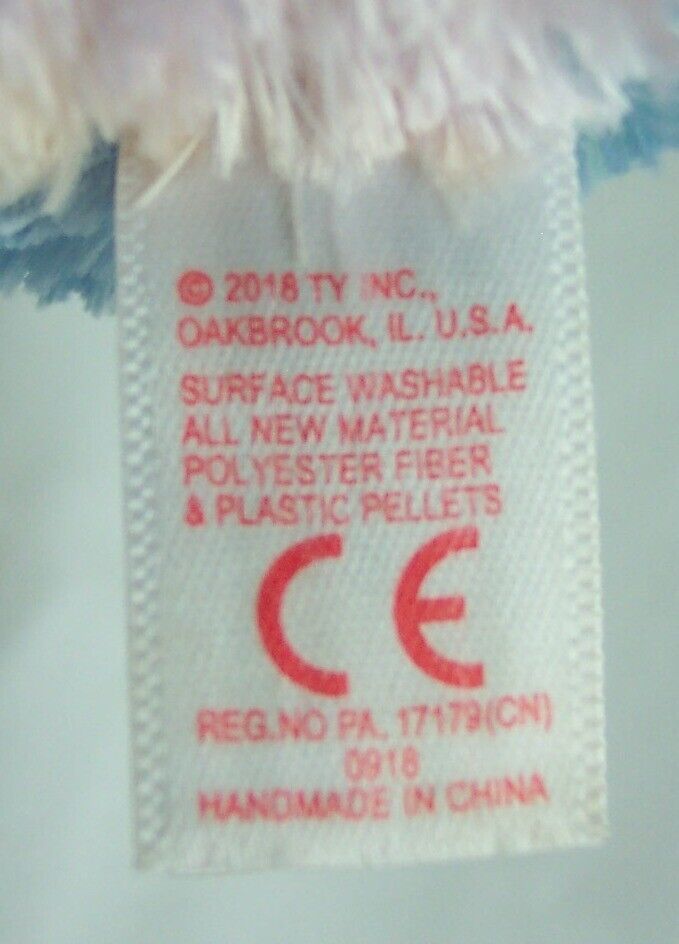 © 2018 TY INC.,
OAKBROOK, IL. U.S.A.
SURFACE WASHABLE
ALL NEW MATERIAL
POLYESTER FIBER
& PLASTIC PELLETS
CE
REG.NO PA. 17179(CN)
0918
HANDMADE IN CHINA